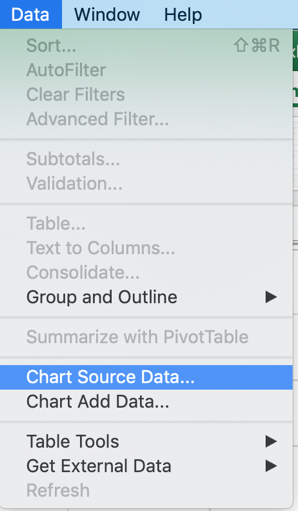 Data Window Help
Sort... ⇧⌘R
AutoFilter
Clear Filters
Advanced Filter...
Subtotals...
Validation...
Table...
Text to Columns...
Consolidate...
Group and Outline
Summarize with PivotTable
Chart Source Data...
Chart Add Data...
Table Tools
Get External Data
Refresh